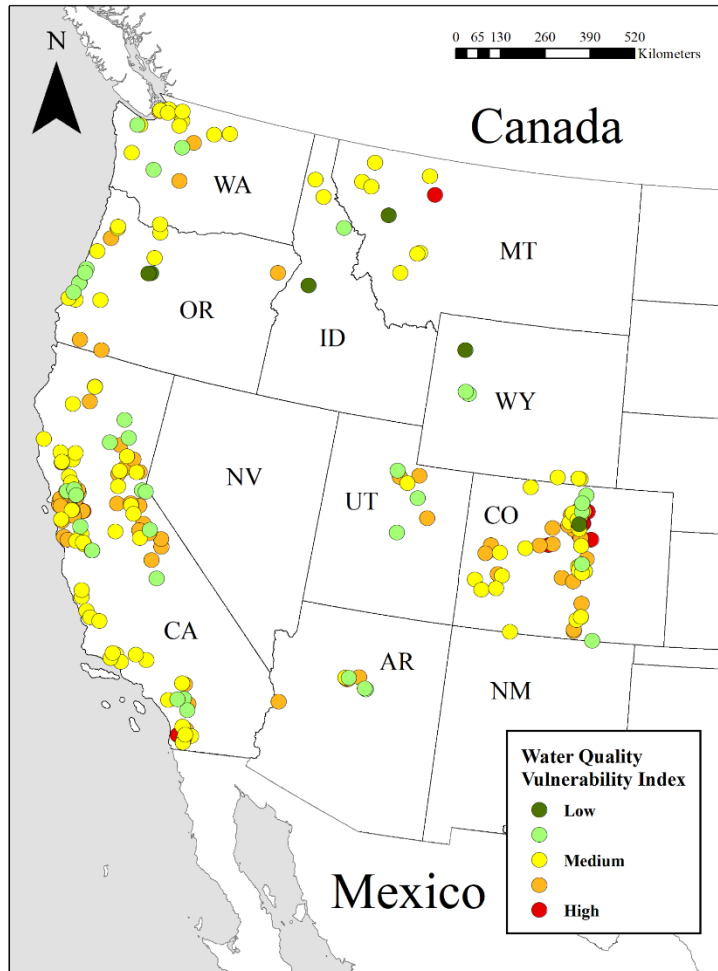 N
0 65 130 260 390 520
Kilometers
Canada
WA
MT
OR
ID
WY
NV
UT
CO
CA
AR
NM
Mexico
Water Quality
Vulnerability Index
Low
Medium
High